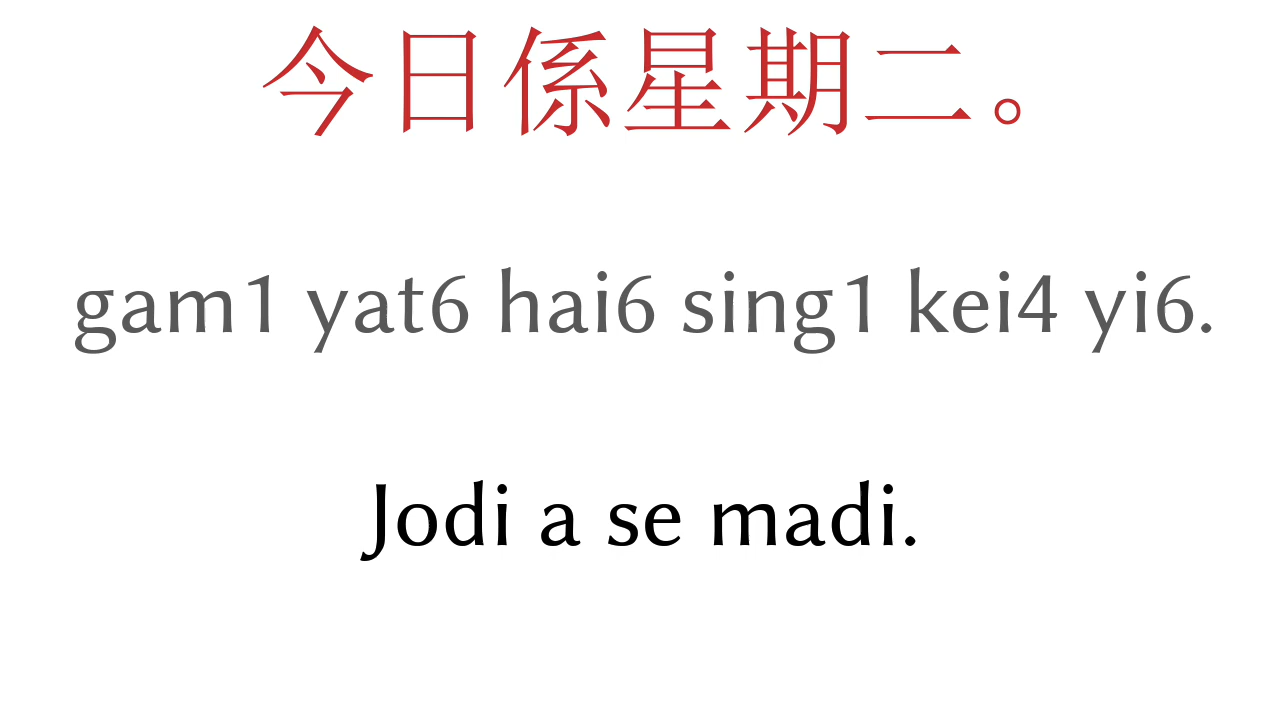 今日係星期二。
gam1 yat6 hai6 sing1 kei4 yi6.
Jodi a se madi.